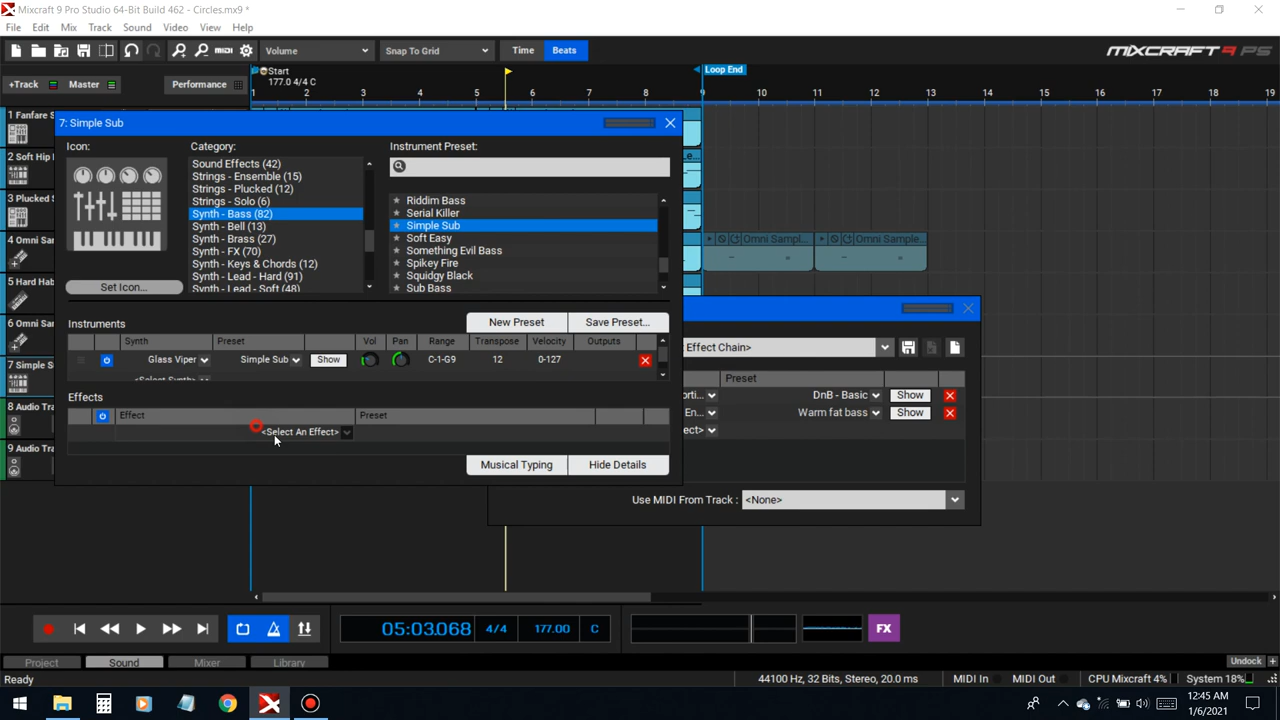 Mixcraft 9 Pro Studio 64-Bit Build 462 - Circles.mx9 *
File Edit Mix Track Sound Video View Help
MIDI Volume Snap To Grid Time Beats MIXCRAFT 9 PS
+Track Master Performance Start Loop End
177.0 4/4 C
1 2 3 4 5 6 7 8 9 10 11 12 13 14 15 16 17 18 19
1 Fanfare S
2 Soft Hip
3 Plucked S
4 Omni Sar
5 Hard Hab
6 Omni Sar
7 Simple Su
8 Audio Tra
9 Audio Tra
Omni Sampl... Omni Sample...
7: Simple Sub
Icon: Category: Instrument Preset:
Sound Effects (42)
Strings - Ensemble (15)
Strings - Plucked (12)
Strings - Solo (6)
Synth - Bass (82)
Synth - Bell (13)
Synth - Brass (27)
Synth - FX (70)
Synth - Keys & Chords (12)
Synth - Lead - Hard (91)
Synth - Lead - Soft (48)
Riddim Bass
Serial Killer
Simple Sub
Soft Easy
Something Evil Bass
Spikey Fire
Squidgy Black
Sub Bass
Set Icon...
Instruments New Preset Save Preset...
Synth Preset Vol Pan Range Transpose Velocity Outputs
Glass Viper Simple Sub Show C-1-G9 12 0-127
<Select Synth>
Effects
Effect Preset
<Select An Effect>
Musical Typing Hide Details
Effect Chain>
Preset
orti... DnB - Basic Show
En... Warm fat bass Show
ect>
Use MIDI From Track : <None>
05:03.068 4/4 177.00 C FX
Project Sound Mixer Library Undock
Ready 44100 Hz, 32 Bits, Stereo, 20.0 ms MIDI In MIDI Out CPU Mixcraft 4% System 18%
12:45 AM
1/6/2021